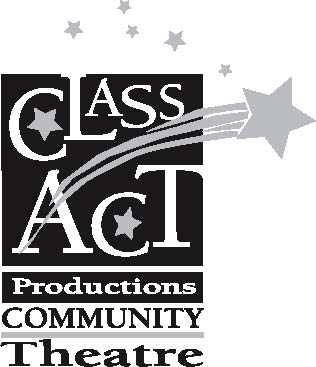 CLASS
ACT
Productions
COMMUNITY
Theatre